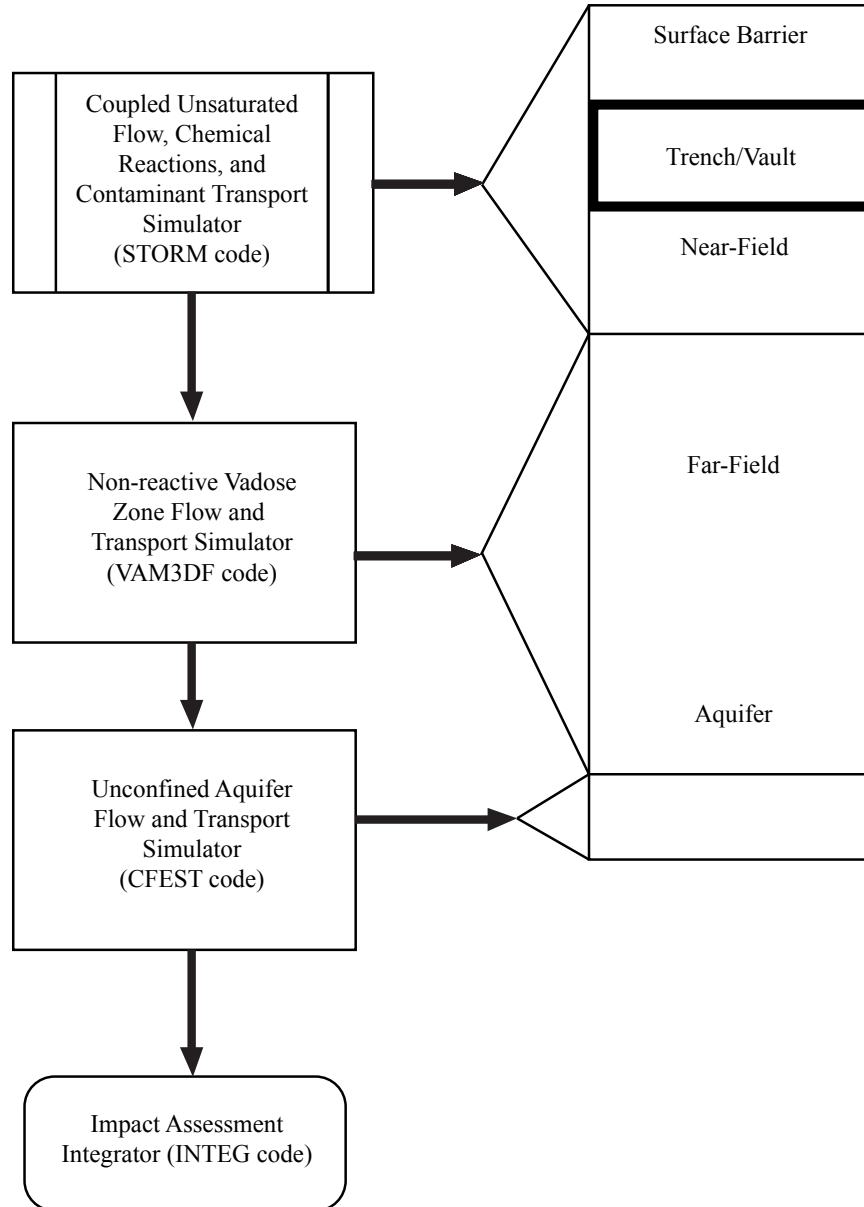 Surface Barrier
Coupled Unsaturated
Flow, Chemical
Reactions, and
Contaminant Transport
Simulator
(STORM code)
Trench/Vault
Near-Field
Non-reactive Vadose
Zone Flow and
Transport Simulator
(VAM3DF code)
Far-Field
Aquifer
Unconfined Aquifer
Flow and Transport
Simulator
(CFEST code)
Impact Assessment
Integrator (INTEG code)